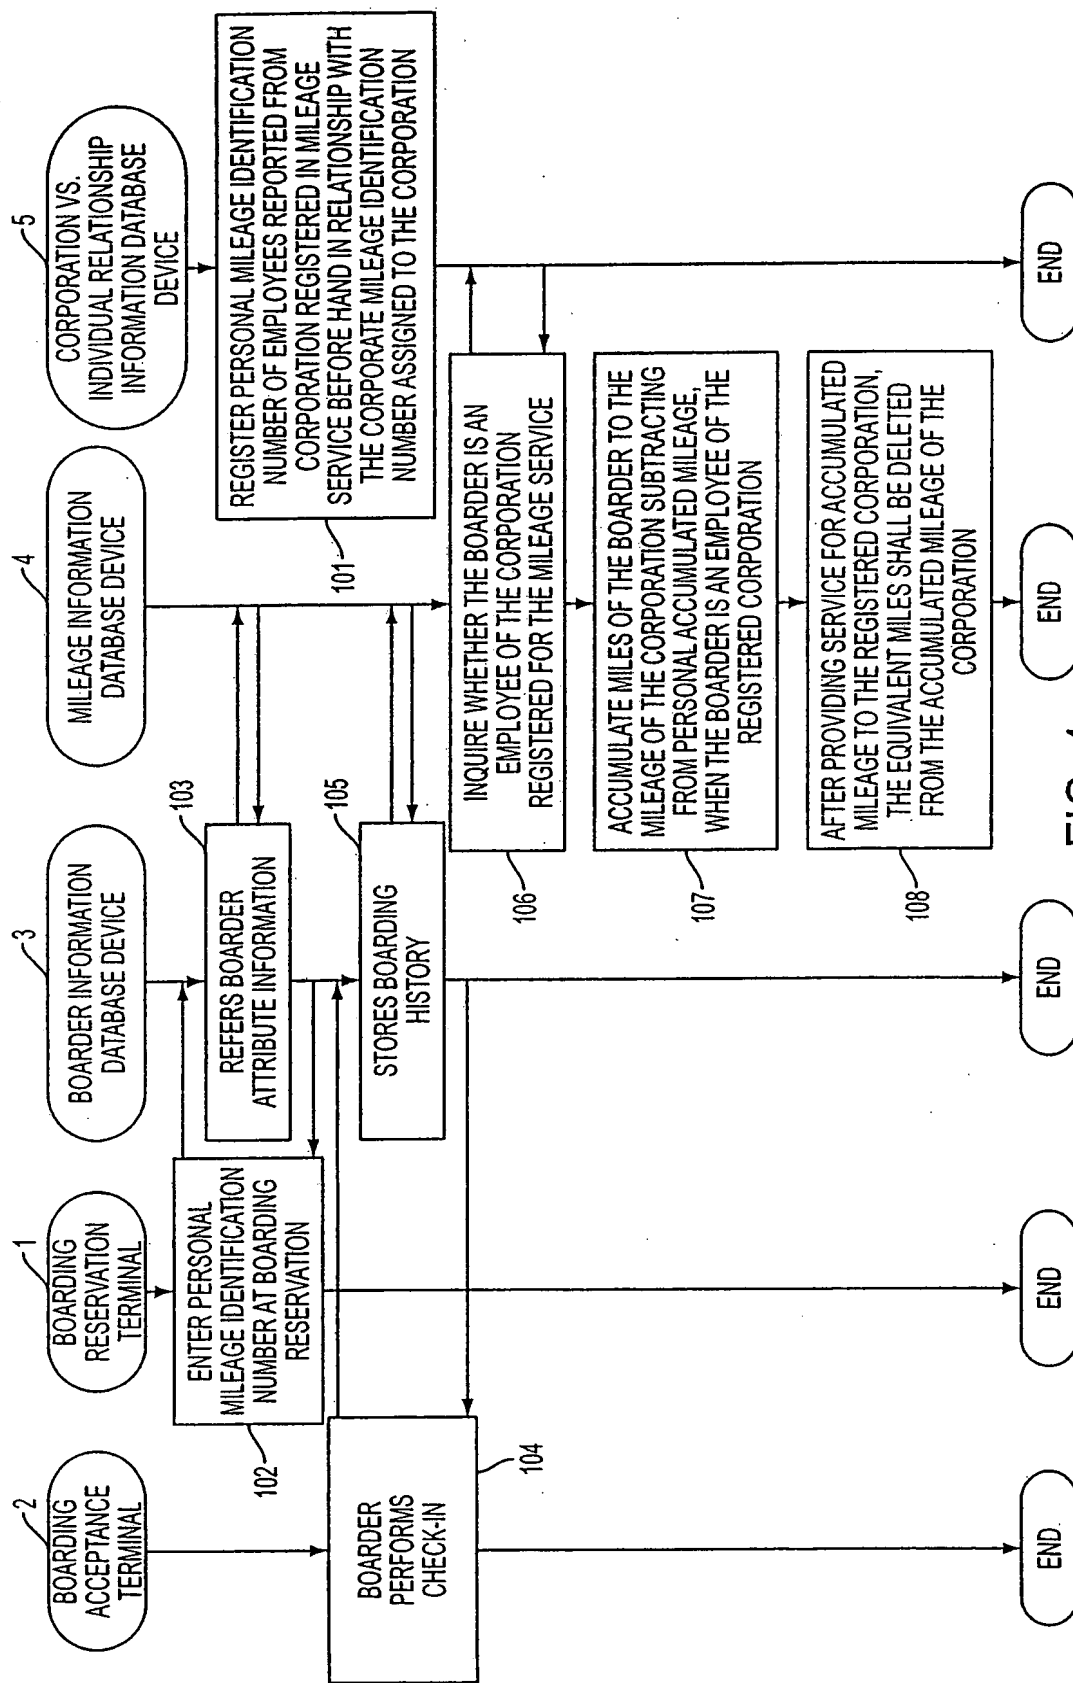 2
BOARDING
ACCEPTANCE
TERMINAL
1
BOARDING
RESERVATION
TERMINAL
3
BOARDER INFORMATION
DATABASE DEVICE
4
MILEAGE INFORMATION
DATABASE DEVICE
5
CORPORATION VS.
INDIVIDUAL RELATIONSHIP
INFORMATION DATABASE
DEVICE
REGISTER PERSONAL MILEAGE IDENTIFICATION
NUMBER OF EMPLOYEES REPORTED FROM
CORPORATION REGISTERED IN MILEAGE
SERVICE BEFORE HAND IN RELATIONSHIP WITH
THE CORPORATE MILEAGE IDENTIFICATION
NUMBER ASSIGNED TO THE CORPORATION
101
ENTER PERSONAL
MILEAGE IDENTIFICATION
NUMBER AT BOARDING
RESERVATION
102
103
REFERS BOARDER
ATTRIBUTE INFORMATION
BOARDER
PERFORMS
CHECK-IN
104
105
STORES BOARDING
HISTORY
INQUIRE WHETHER THE BOARDER IS AN
EMPLOYEE OF THE CORPORATION
REGISTERED FOR THE MILEAGE SERVICE
106
ACCUMULATE MILES OF THE BOARDER TO THE
MILEAGE OF THE CORPORATION SUBTRACTING
FROM PERSONAL ACCUMULATED MILEAGE,
WHEN THE BOARDER IS AN EMPLOYEE OF THE
REGISTERED CORPORATION
107
AFTER PROVIDING SERVICE FOR ACCUMULATED
MILEAGE TO THE REGISTERED CORPORATION,
THE EQUIVALENT MILES SHALL BE DELETED
FROM THE ACCUMULATED MILEAGE OF THE
CORPORATION
108
END
END
END
END
END
FIG.